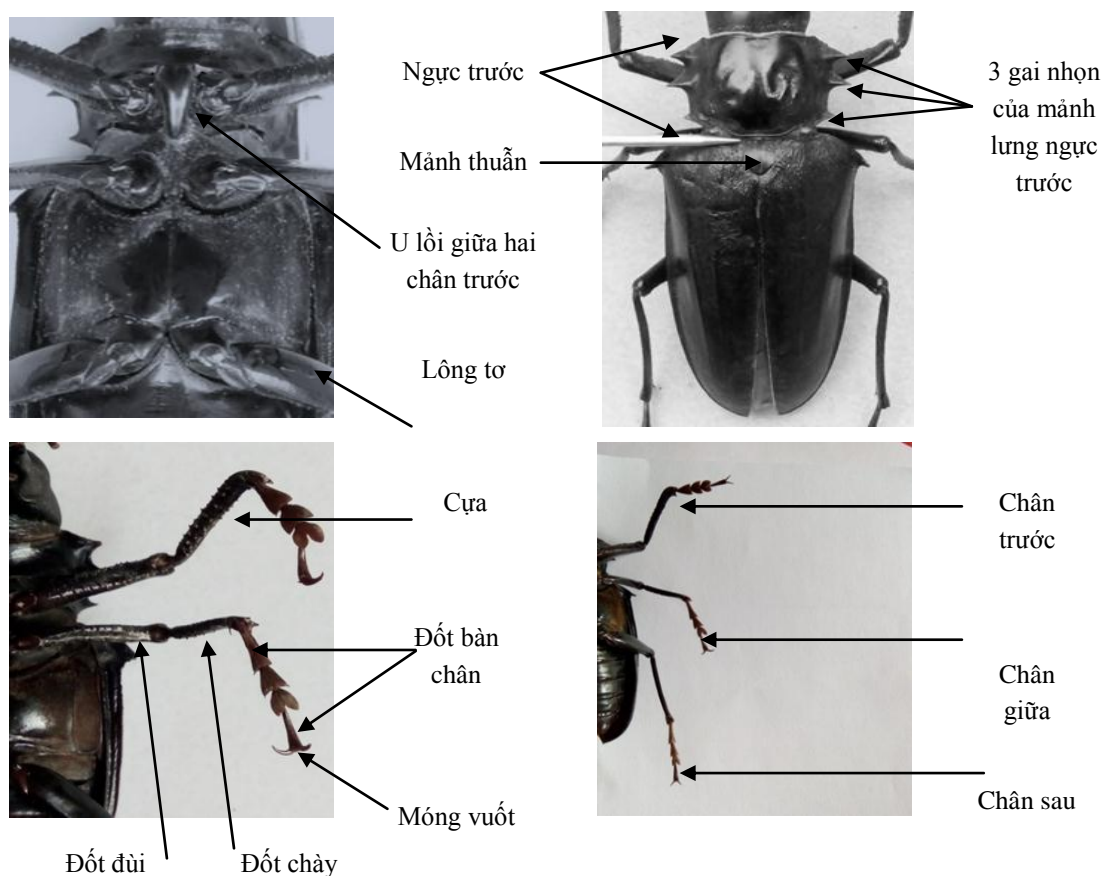 Ngực trước
Mảnh thuẫn
U lồi giữa hai
chân trước
Lông tơ
3 gai nhọn
của mảnh
lưng ngực
trước
Cựa
Đốt bàn
chân
Móng vuốt
Đốt đùi
Đốt chày
Chân
trước
Chân
giữa
Chân sau